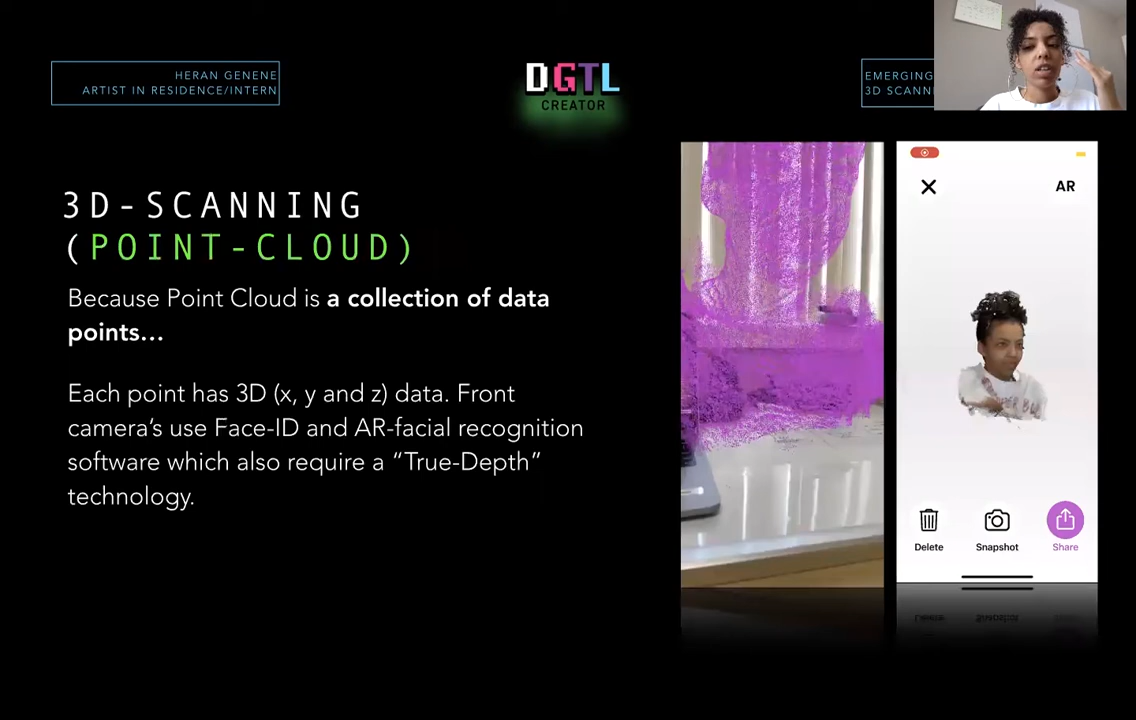 HERAN GENENE
ARTIST IN RESIDENCE/INTERN
DGTL
CREATOR
EMERGING
3D SCANN
3D-SCANNING
(POINT-CLOUD)
Because Point Cloud is a collection of data
points...
Each point has 3D (x, y and z) data. Front
camera's use Face-ID and AR-facial recognition
software which also require a “True-Depth”
technology.
AR
Delete
Snapshot
Share